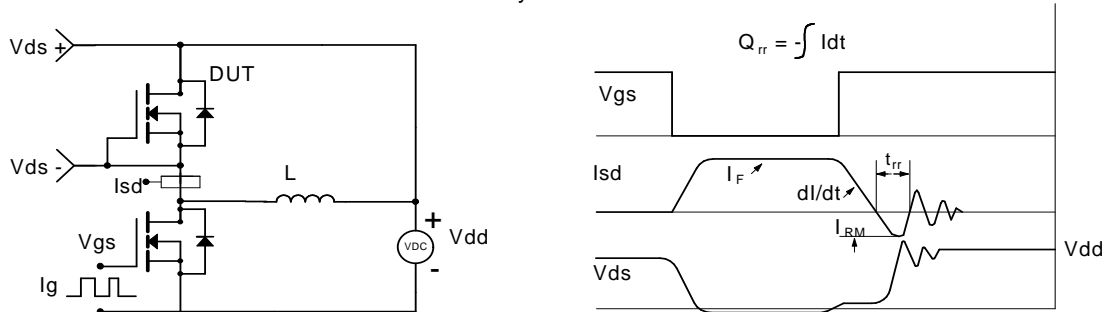 Vds +
DUT
Vds -
Isd
L
Vgs
Ig
+
VDC
-
Vdd
Q rr = -∫ Idt
Vgs
Isd
I F
dI/dt
t rr
I RM
Vdd
Vds